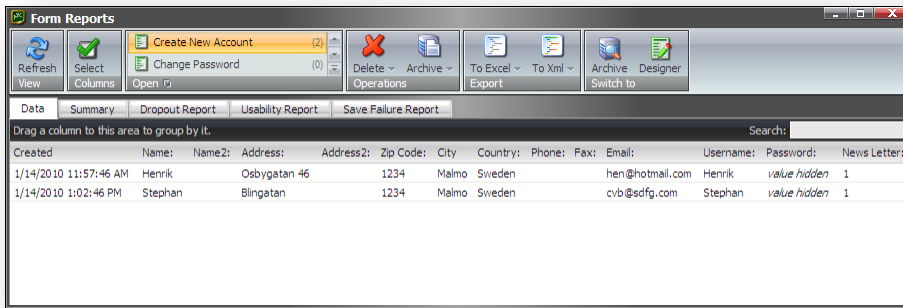 Form Reports
Refresh Select Create New Account (2) Delete Archive To Excel To Xml Archive Designer
Change Password (0)
View Columns Open Operations Export Switch to
Data Summary Dropout Report Usability Report Save Failure Report
Drag a column to this area to group by it. Search:
Created Name: Name2: Address: Address2: Zip Code: City Country: Phone: Fax: Email: Username: Password: News Letter:
1/14/2010 11:57:46 AM Henrik Osbygatan 46 1234 Malmo Sweden hen@hotmail.com Henrik value hidden 1
1/14/2010 1:02:46 PM Stephan Blingatan 1234 Malmo Sweden cvb@sdfg.com Stephan value hidden 1